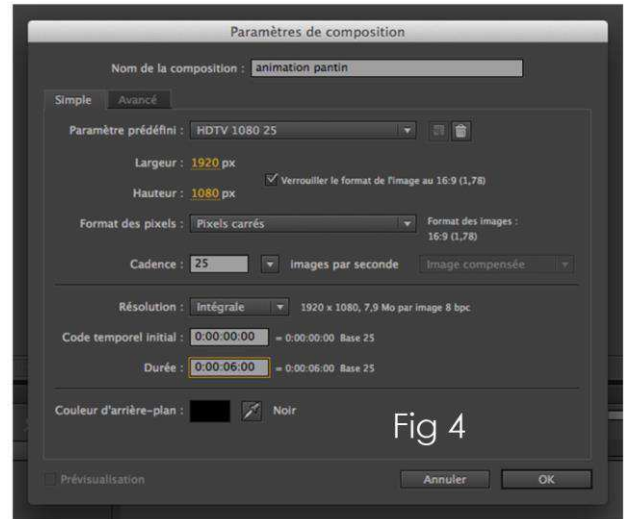 Paramètres de composition
Nom de la composition : animation pantin
Simple Avancé
Paramètre prédéfini : HDTV 1080 25
Largeur : 1920 px
Verrouiller le format de l'image au 16:9 (1,78)
Hauteur : 1080 px
Format des pixels : Pixels carrés Format des images :
16:9 (1,78)
Cadence : 25 images par seconde Image compensée
Résolution : Intégrale 1920 x 1080, 7,9 Mo par image 8 bpc
Code temporel initial : 0:00:00:00 = 0:00:00:00 Base 25
Durée : 0:00:06:00 = 0:00:06:00 Base 25
Couleur d'arrière-plan : Noir
Fig 4
Prévisualisation Annuler OK